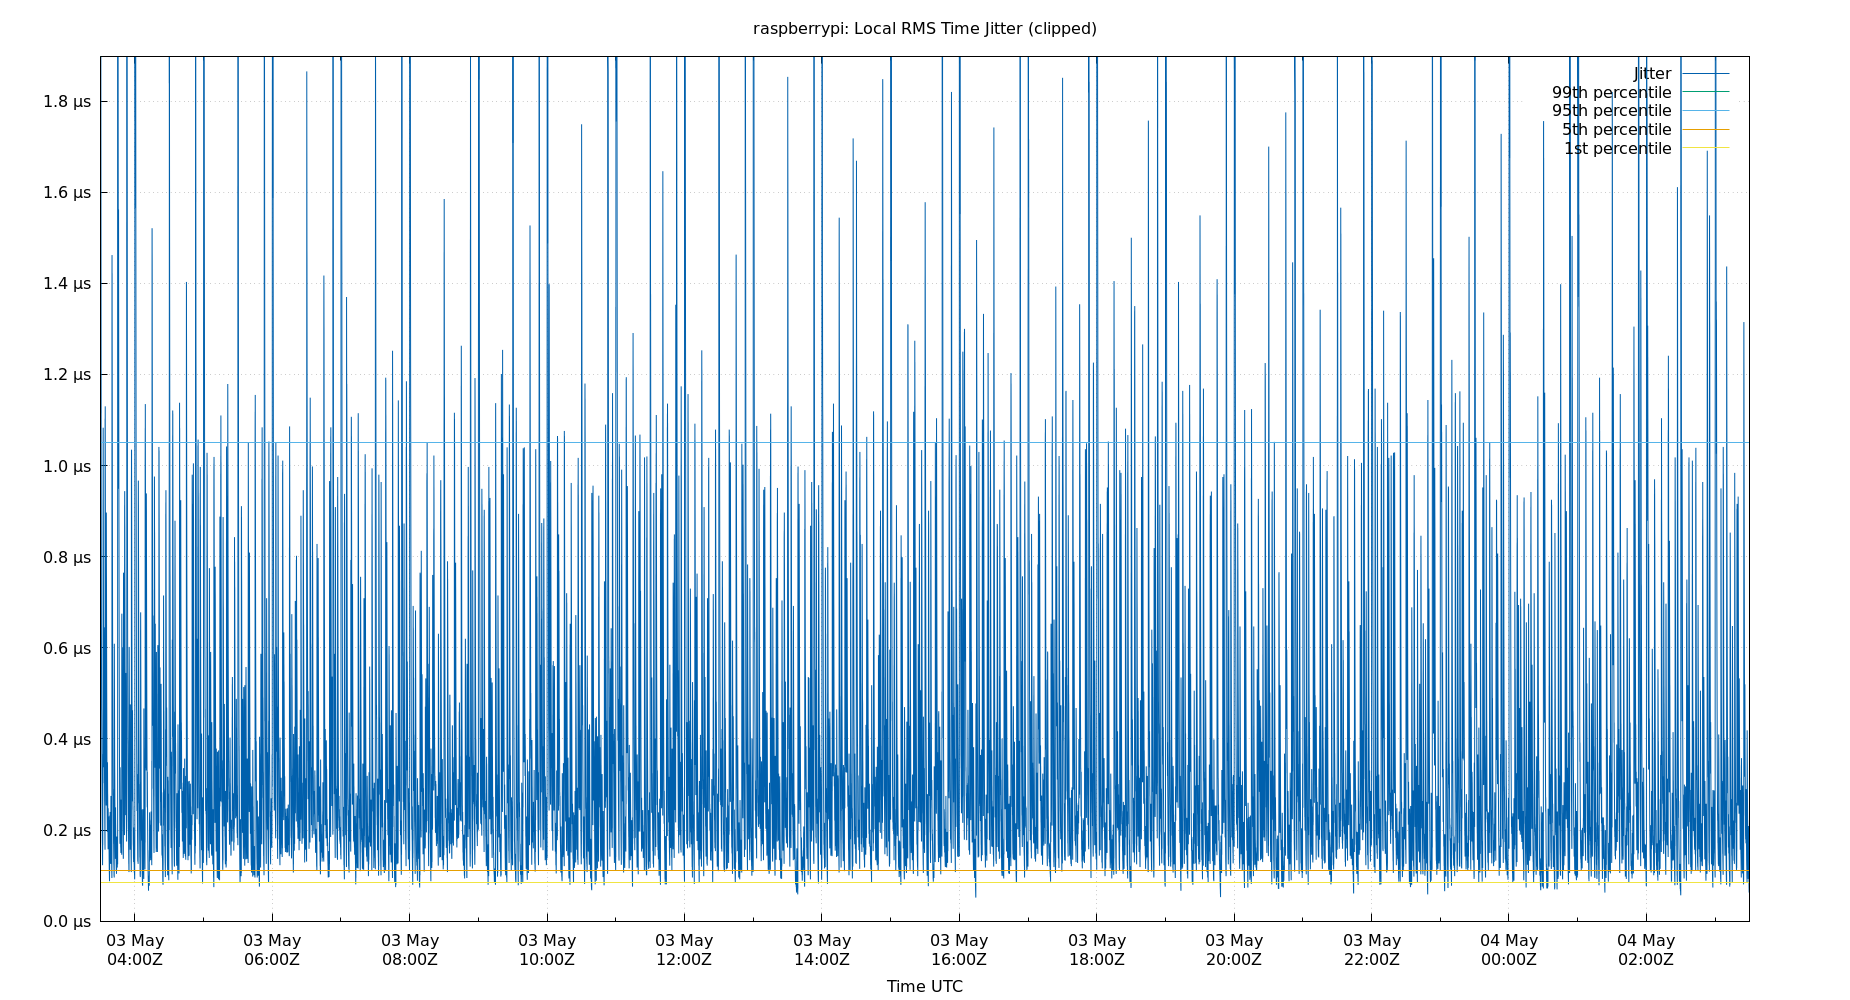 raspberrypi: Local RMS Time Jitter (clipped)
Jitter
99th percentile
95th percentile
5th percentile
1st percentile
1.8 µs
1.6 µs
1.4 µs
1.2 µs
1.0 µs
0.8 µs
0.6 µs
0.4 µs
0.2 µs
0.0 µs
03 May 03 May 03 May 03 May 03 May 03 May 03 May 03 May 03 May 03 May 04 May 04 May
04:00Z 06:00Z 08:00Z 10:00Z 12:00Z 14:00Z 16:00Z 18:00Z 20:00Z 22:00Z 00:00Z 02:00Z
Time UTC